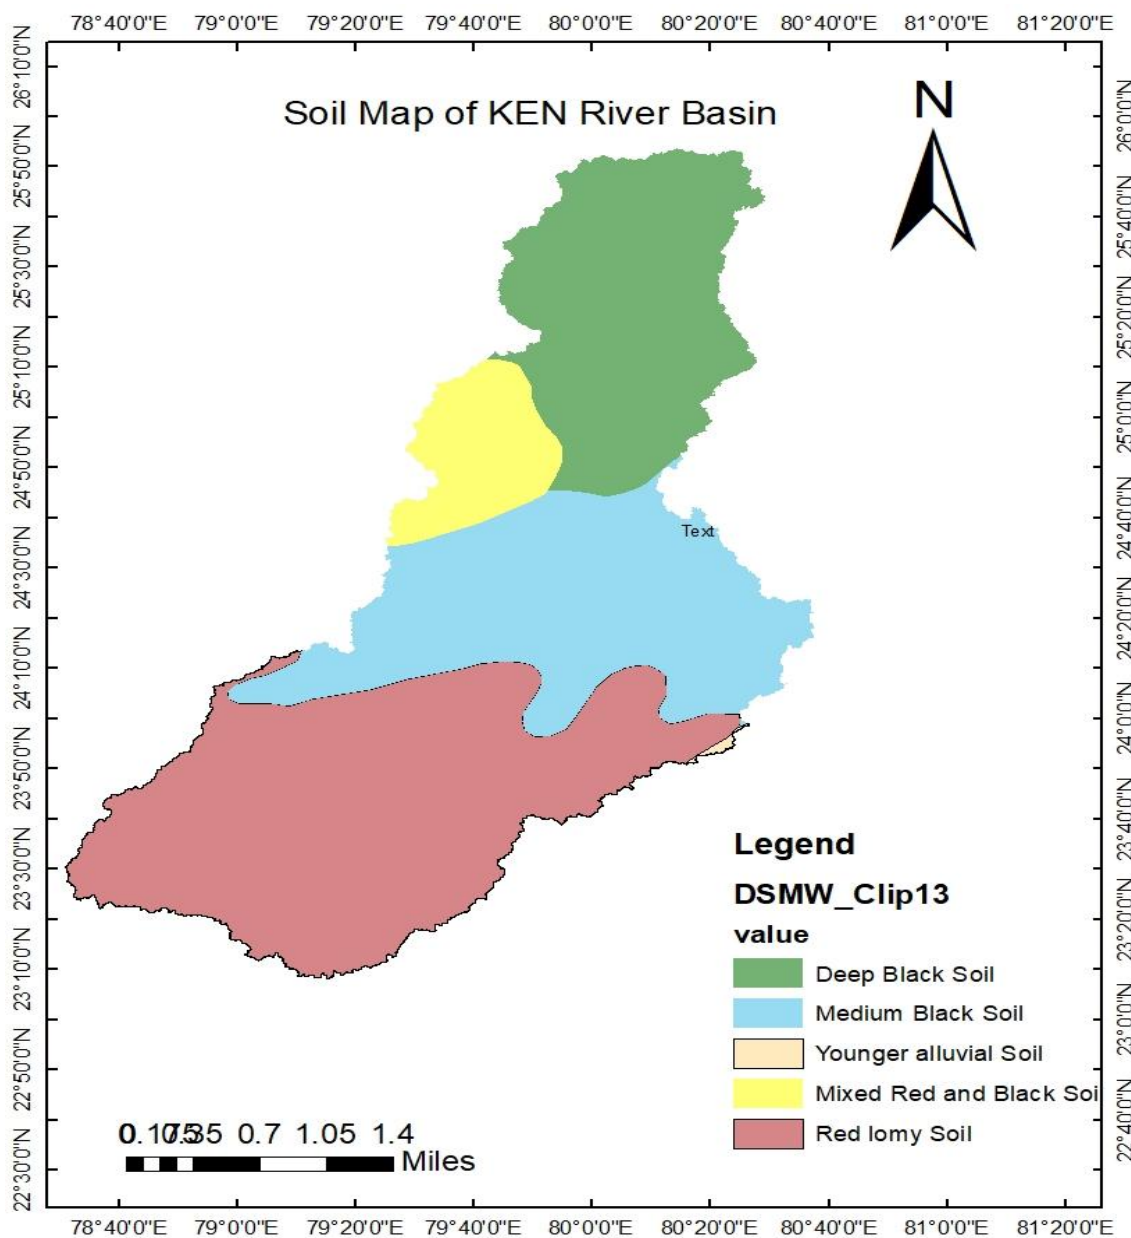 78°40'0"E 79°0'0"E 79°20'0"E 79°40'0"E 80°0'0"E 80°20'0"E 80°40'0"E 81°0'0"E 81°20'0"E
Soil Map of KEN River Basin
N
26°10'0"N
25°50'0"N
25°30'0"N
25°10'0"N
24°50'0"N
24°30'0"N
24°10'0"N
23°50'0"N
23°30'0"N
23°10'0"N
22°50'0"N
22°30'0"N
26°0'0"N
25°40'0"N
25°20'0"N
25°0'0"N
24°40'0"N
24°20'0"N
24°0'0"N
23°40'0"N
23°20'0"N
23°0'0"N
22°40'0"N
Text
Legend
DSMW_Clip13
value
Deep Black Soil
Medium Black Soil
Younger alluvial Soil
Mixed Red and Black Soi
Red lomy Soil
0 0.175 0.35 0.7 1.05 1.4
Miles
78°40'0"E 79°0'0"E 79°20'0"E 79°40'0"E 80°0'0"E 80°20'0"E 80°40'0"E 81°0'0"E 81°20'0"E